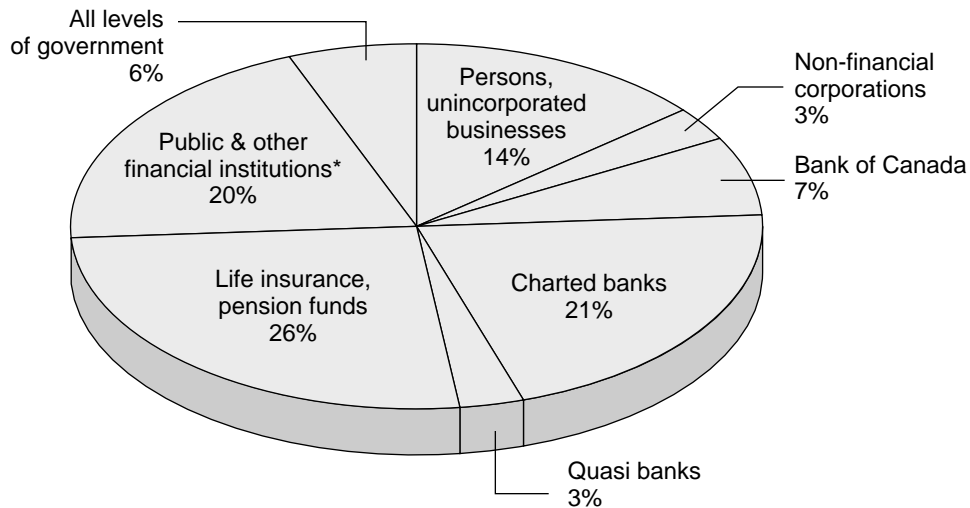 All levels
of government
6%
Persons,
unincorporated
businesses
14%
Non-financial
corporations
3%
Bank of Canada
7%
Public & other
financial institutions*
20%
Life insurance,
pension funds
26%
Charted banks
21%
Quasi banks
3%